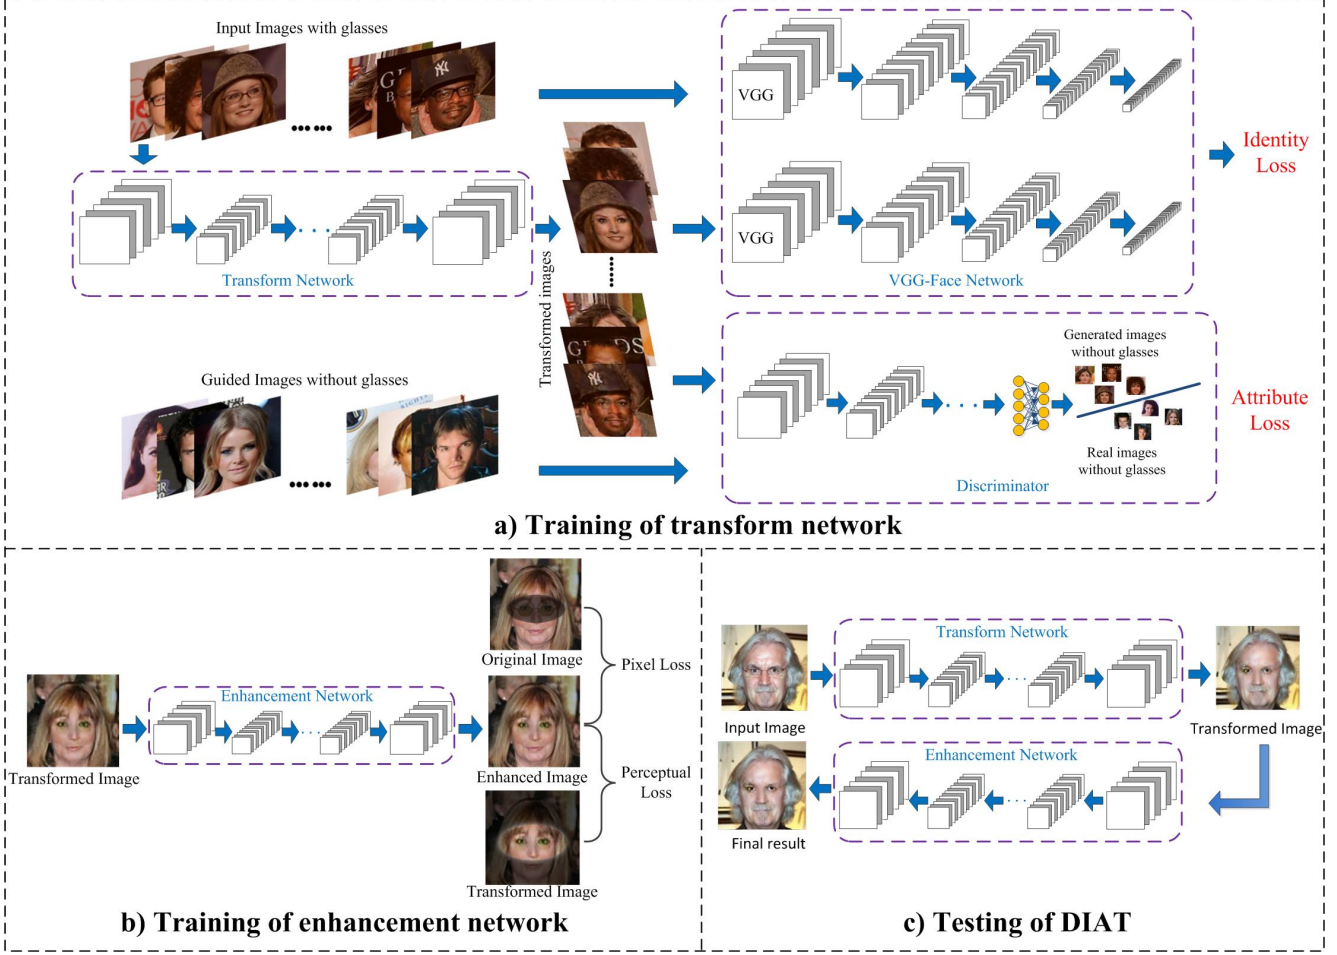 Input Images with glasses
Transform Network
Transformed images
VGG
VGG
VGG-Face Network
Identity
Loss
Guided Images without glasses
Generated images
without glasses
Real images
without glasses
Discriminator
Attribute
Loss
a) Training of transform network
Transformed Image
Enhancement Network
Original Image
Enhanced Image
Transformed Image
Pixel Loss
Perceptual
Loss
b) Training of enhancement network
Input Image
Transform Network
Transformed Image
Enhancement Network
Final result
c) Testing of DIAT